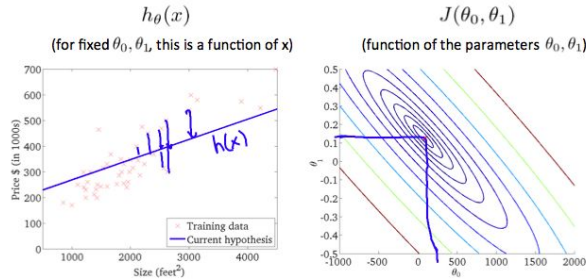 hθ(x)
(for fixed θ0, θ1, this is a function of x)
700
600
500
400
300
200
100
0
Price $ (in 1000s)
1000
2000
3000
4000
Size (feet²)
h(x)
Training data
Current hypothesis
J(θ0, θ1)
(function of the parameters θ0, θ1)
0.5
0.4
0.3
0.2
0.1
0
-0.1
-0.2
-0.3
-0.4
-0.5
θ1
-1000
-500
0
500
1000
1500
2000
θ0